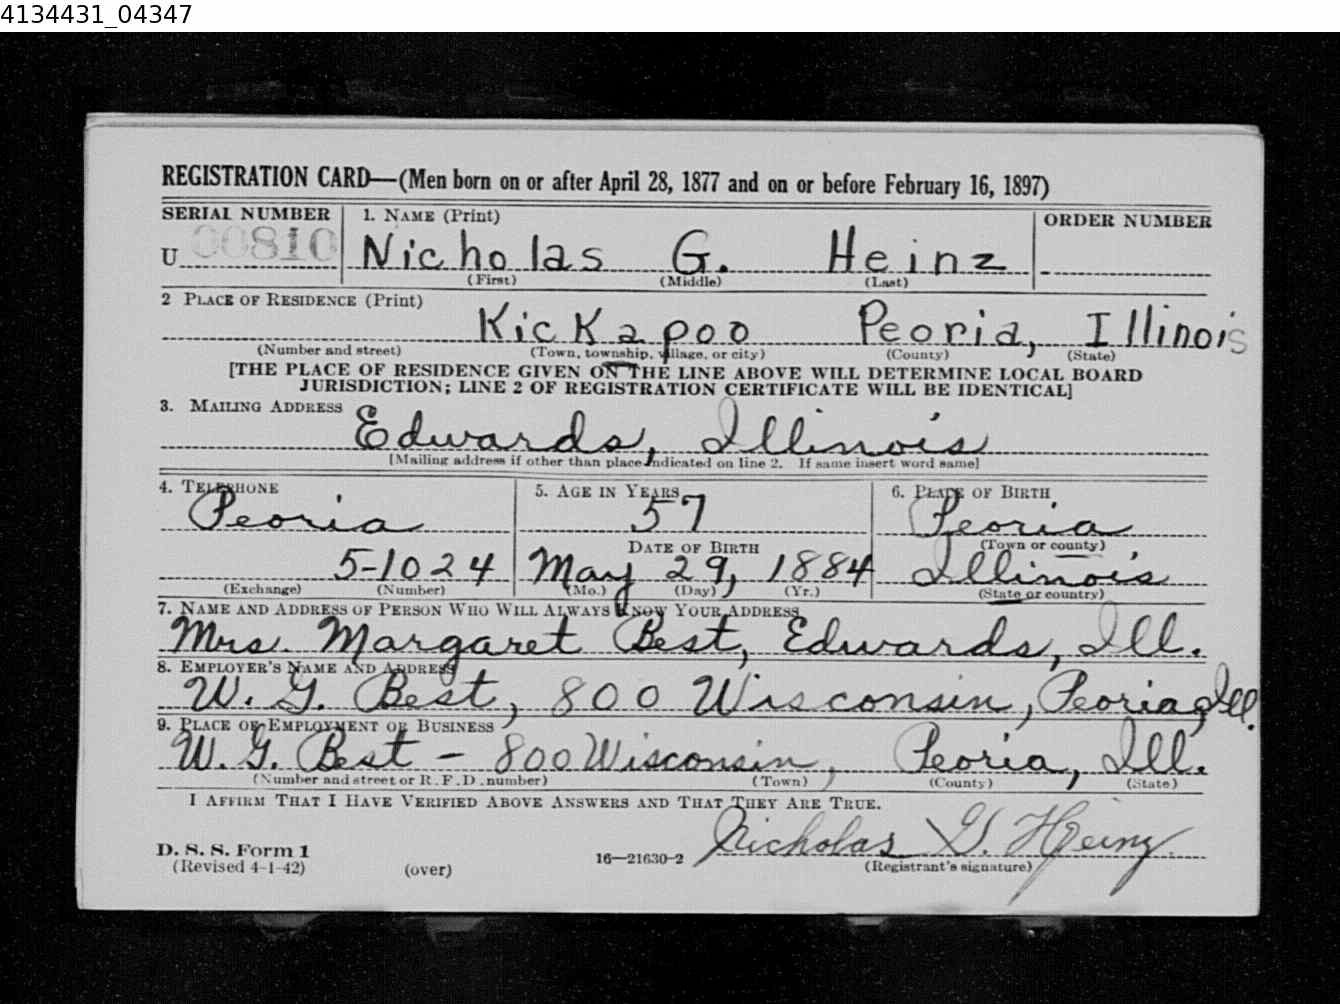 4134431_04347
REGISTRATION CARD—(Men born on or after April 28, 1877 and on or before February 16, 1897)
SERIAL NUMBER 1. NAME (Print) ORDER NUMBER
U 00810 Nicholas G. Heinz
(First) (Middle) (Last)
2 PLACE OF RESIDENCE (Print)
Kickapoo Peoria, Illinois
(Number and street) (Town, township, village, or city) (County) (State)
[THE PLACE OF RESIDENCE GIVEN ON THE LINE ABOVE WILL DETERMINE LOCAL BOARD
JURISDICTION; LINE 2 OF REGISTRATION CERTIFICATE WILL BE IDENTICAL]
3. MAILING ADDRESS
Edwards, Illinois
[Mailing address if other than place indicated on line 2. If same insert word same]
4. TELEPHONE 5. AGE IN YEARS 6. PLACE OF BIRTH
Peoria 57 Peoria
DATE OF BIRTH (Town or county)
5-1024 May 29, 1884 Illinois
(Exchange) (Number) (Mo.) (Day) (Yr.) (State or country)
7. NAME AND ADDRESS OF PERSON WHO WILL ALWAYS KNOW YOUR ADDRESS
Mrs. Margaret Best, Edwards, Ill.
8. EMPLOYER'S NAME AND ADDRESS
W. G. Best, 800 Wisconsin, Peoria, Ill.
9. PLACE OF EMPLOYMENT OR BUSINESS
W. G. Best - 800 Wisconsin, Peoria, Ill.
(Number and street or R. F. D. number) (Town) (County) (State)
I AFFIRM THAT I HAVE VERIFIED ABOVE ANSWERS AND THAT THEY ARE TRUE.
Nicholas G. Heinz
D. S. S. Form 1
(Revised 4-1-42) (over) 16—21630-2 (Registrant's signature)